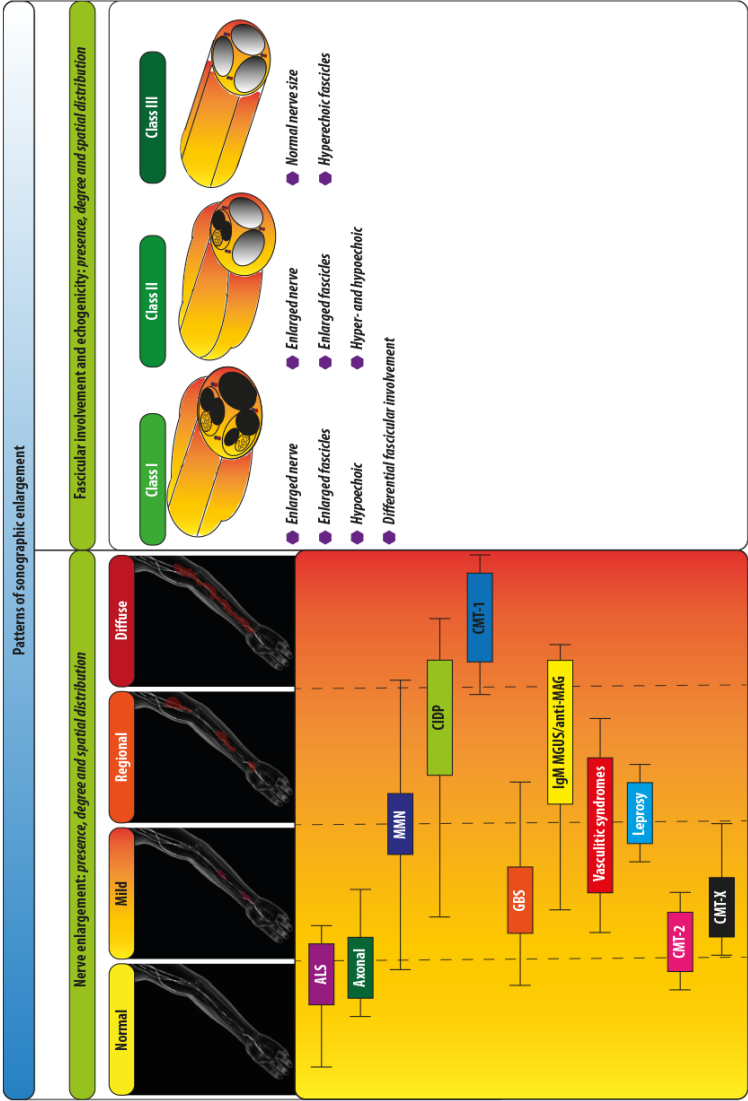 Patterns of sonographic enlargement
Nerve enlargement: presence, degree and spatial distribution
Normal
Mild
Regional
Diffuse
ALS
Axonal
MMN
CIDP
CMT-1
GBS
IgM MGUS/anti-MAG
Vasculitic syndromes
Leprosy
CMT-2
CMT-X
Fascicular involvement and echogenicity: presence, degree and spatial distribution
Class I
Enlarged nerve
Enlarged fascicles
Hypoechoic
Differential fascicular involvement
Class II
Enlarged nerve
Enlarged fascicles
Hyper- and hypoechoic
Class III
Normal nerve size
Hyperechoic fascicles